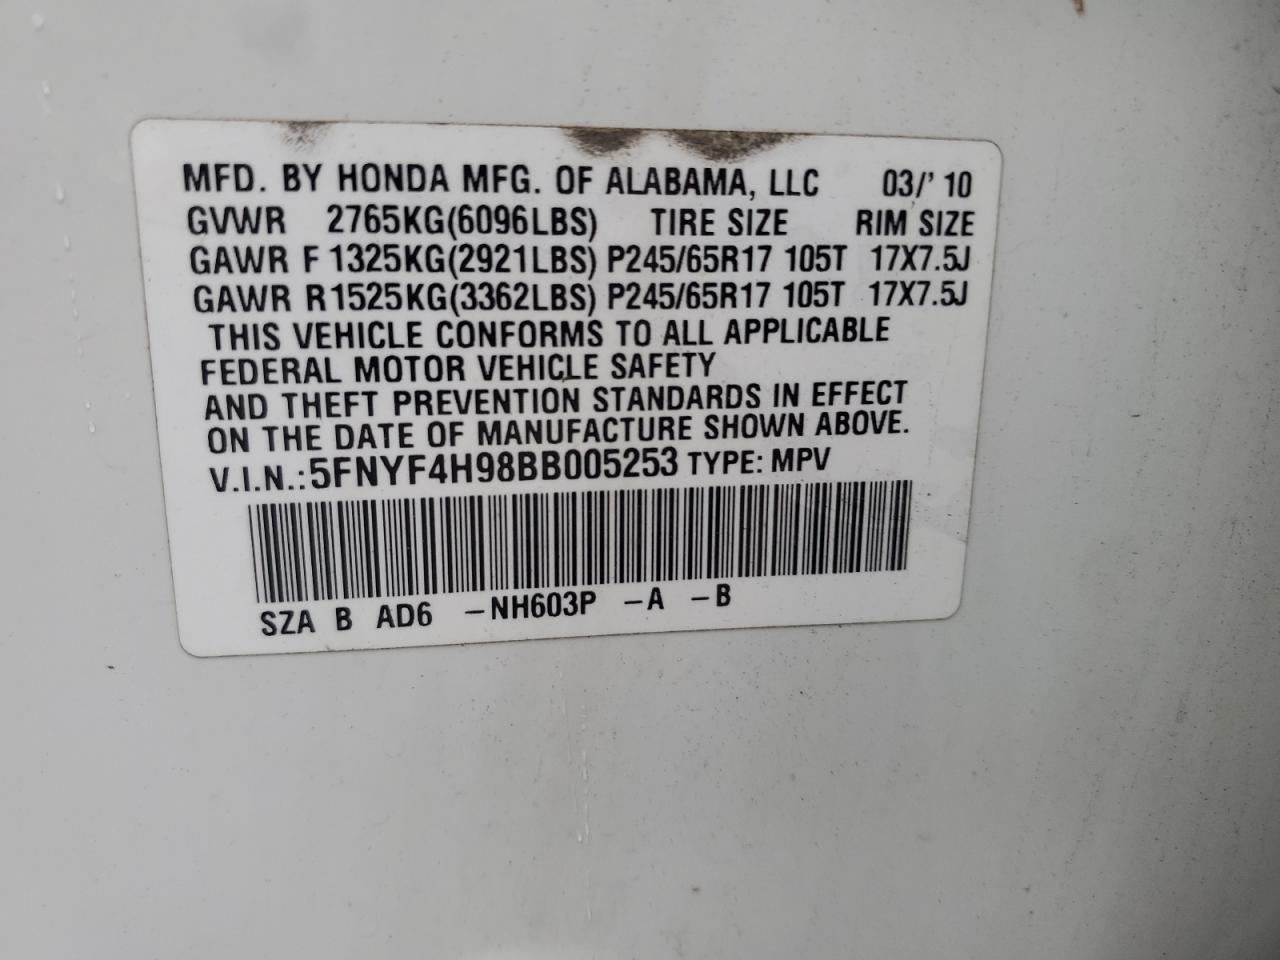 MFD. BY HONDA MFG. OF ALABAMA, LLC 03/' 10
GVWR 2765KG(6096LBS) TIRE SIZE RIM SIZE
GAWR F 1325KG(2921LBS) P245/65R17 105T 17X7.5J
GAWR R1525KG(3362LBS) P245/65R17 105T 17X7.5J
THIS VEHICLE CONFORMS TO ALL APPLICABLE
FEDERAL MOTOR VEHICLE SAFETY
AND THEFT PREVENTION STANDARDS IN EFFECT
ON THE DATE OF MANUFACTURE SHOWN ABOVE.
V.I.N.:5FNYF4H98BB005253 TYPE: MPV
SZA B AD6 -NH603P -A -B